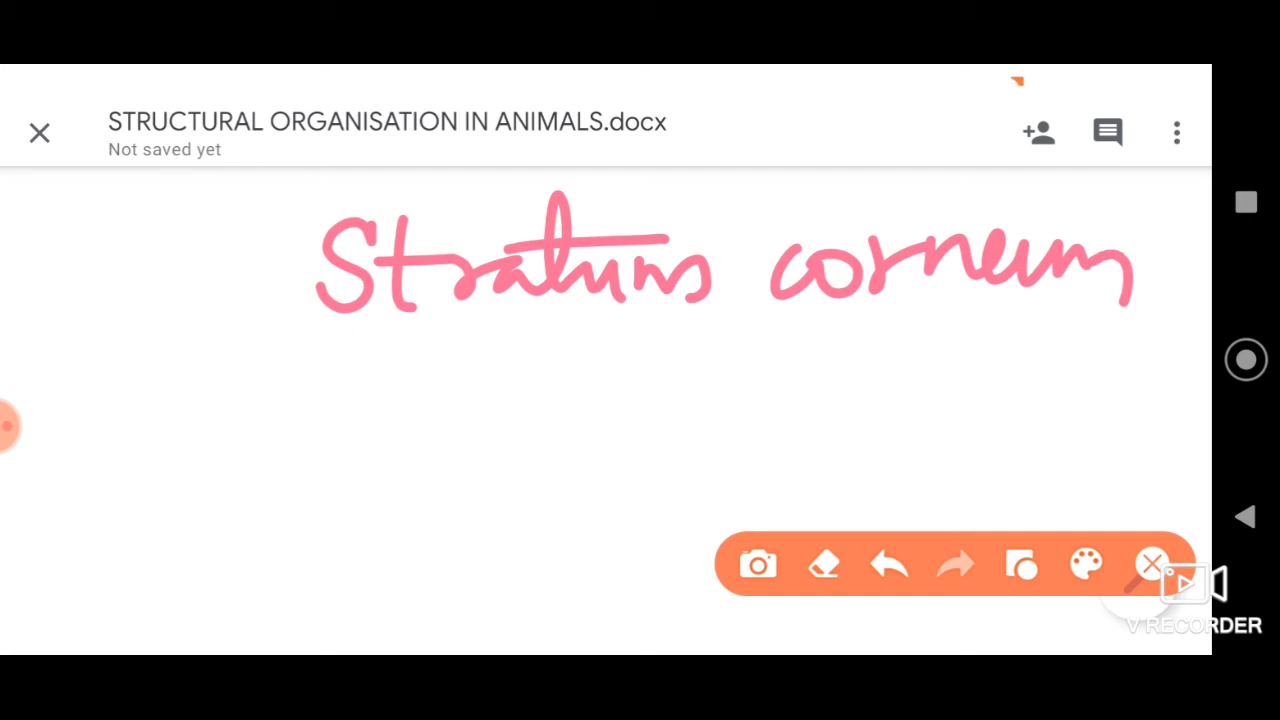 STRUCTURAL ORGANISATION IN ANIMALS.docx
Not saved yet
Stratum corneum
V RECORDER